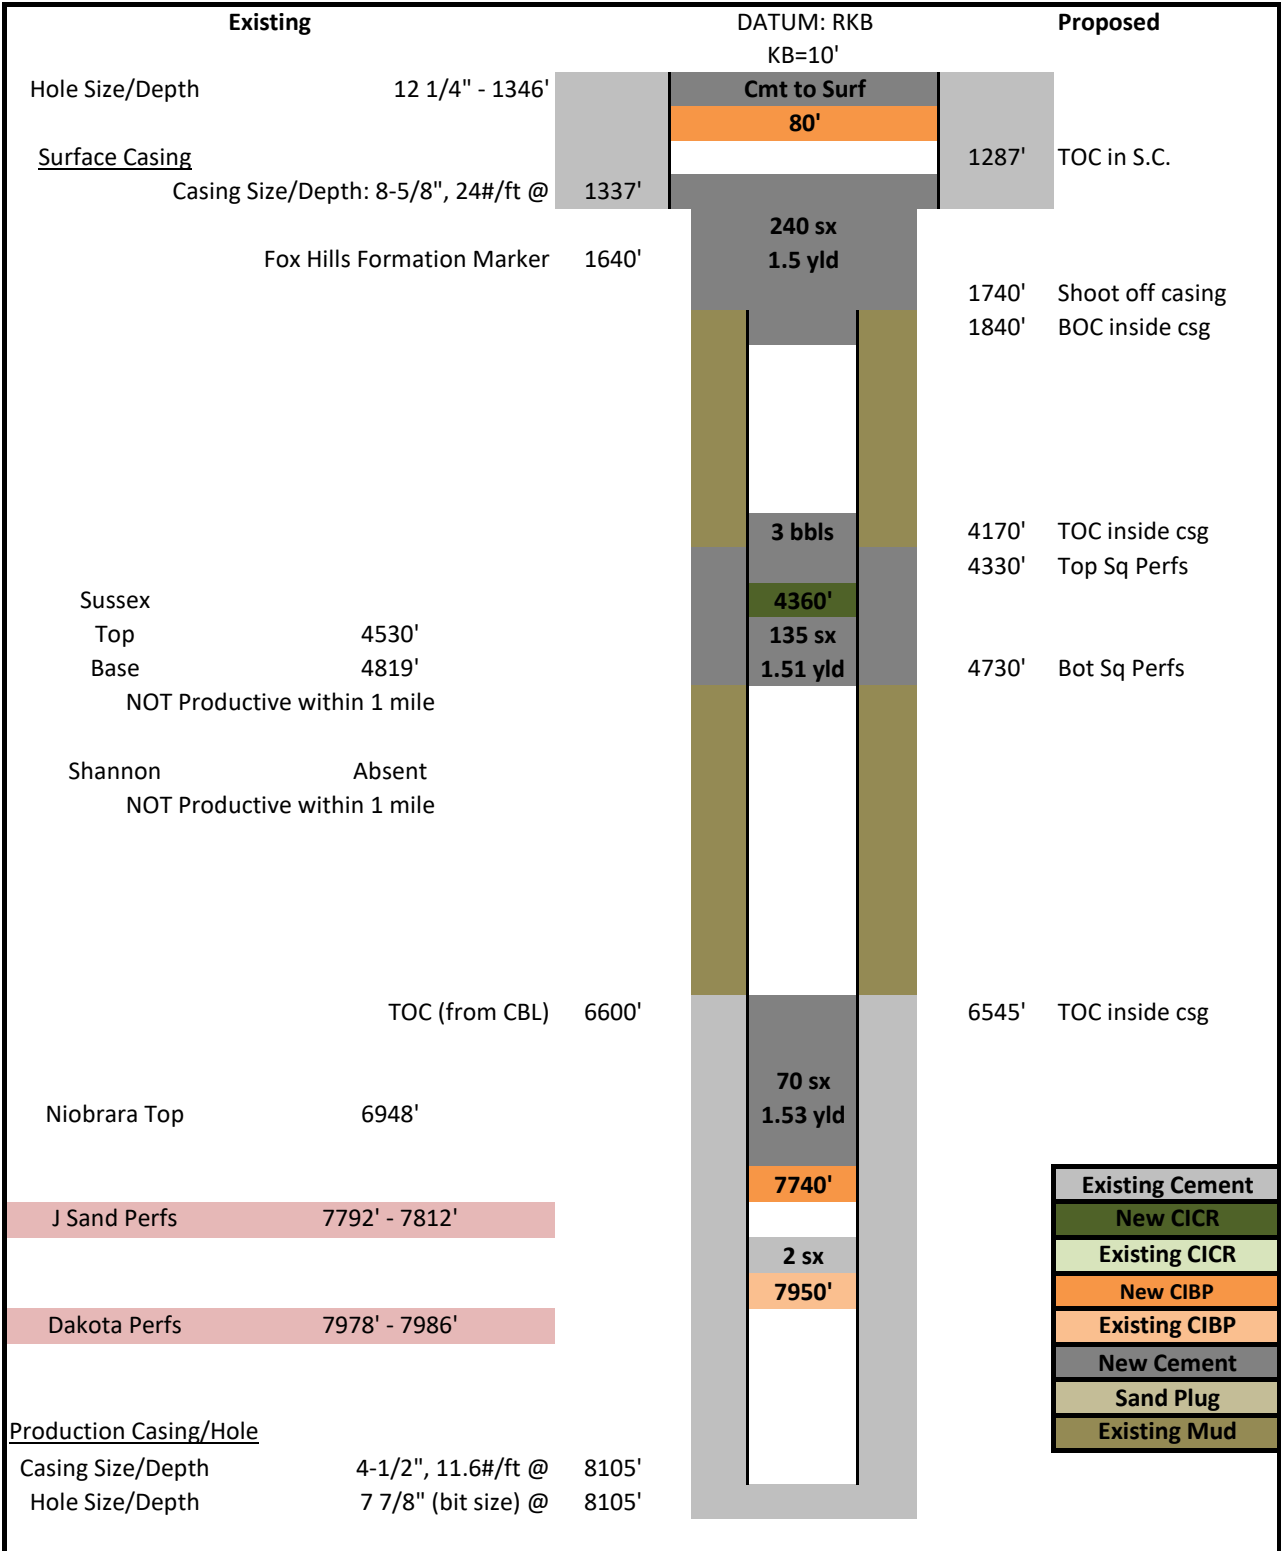 Existing DATUM: RKB Proposed
KB=10'
Hole Size/Depth 12 1/4" - 1346' Cmt to Surf
80'
Surface Casing 1287' TOC in S.C.
Casing Size/Depth: 8-5/8", 24#/ft @ 1337'
240 sx
Fox Hills Formation Marker 1640' 1.5 yld
1740' Shoot off casing
1840' BOC inside csg
3 bbls 4170' TOC inside csg
4330' Top Sq Perfs
Sussex 4360'
Top 4530' 135 sx
Base 4819' 1.51 yld 4730' Bot Sq Perfs
NOT Productive within 1 mile
Shannon Absent
NOT Productive within 1 mile
TOC (from CBL) 6600' 6545' TOC inside csg
70 sx
Niobrara Top 6948' 1.53 yld
7740' Existing Cement
J Sand Perfs 7792' - 7812' New CICR
2 sx Existing CICR
7950' New CIBP
Dakota Perfs 7978' - 7986' Existing CIBP
New Cement
Sand Plug
Production Casing/Hole Existing Mud
Casing Size/Depth 4-1/2", 11.6#/ft @ 8105'
Hole Size/Depth 7 7/8" (bit size) @ 8105'